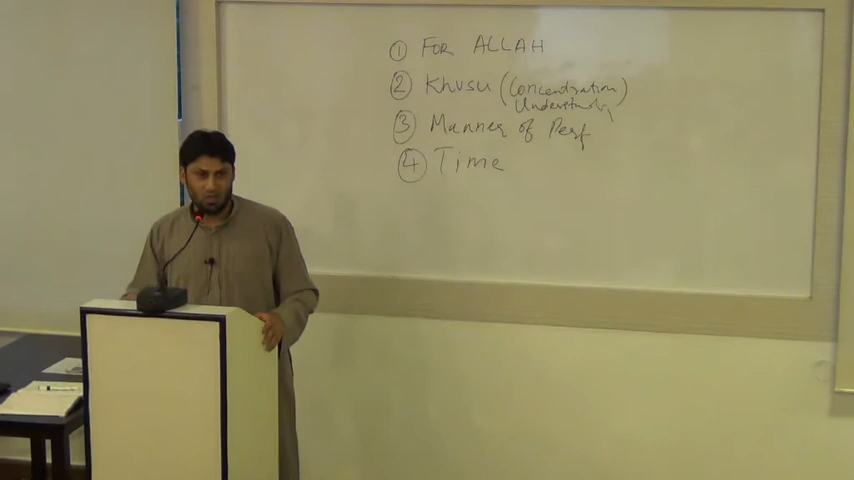 ① FOR ALLAH
② Khusu (Concentration
Understanding)
③ Manner of Perf
④ Time